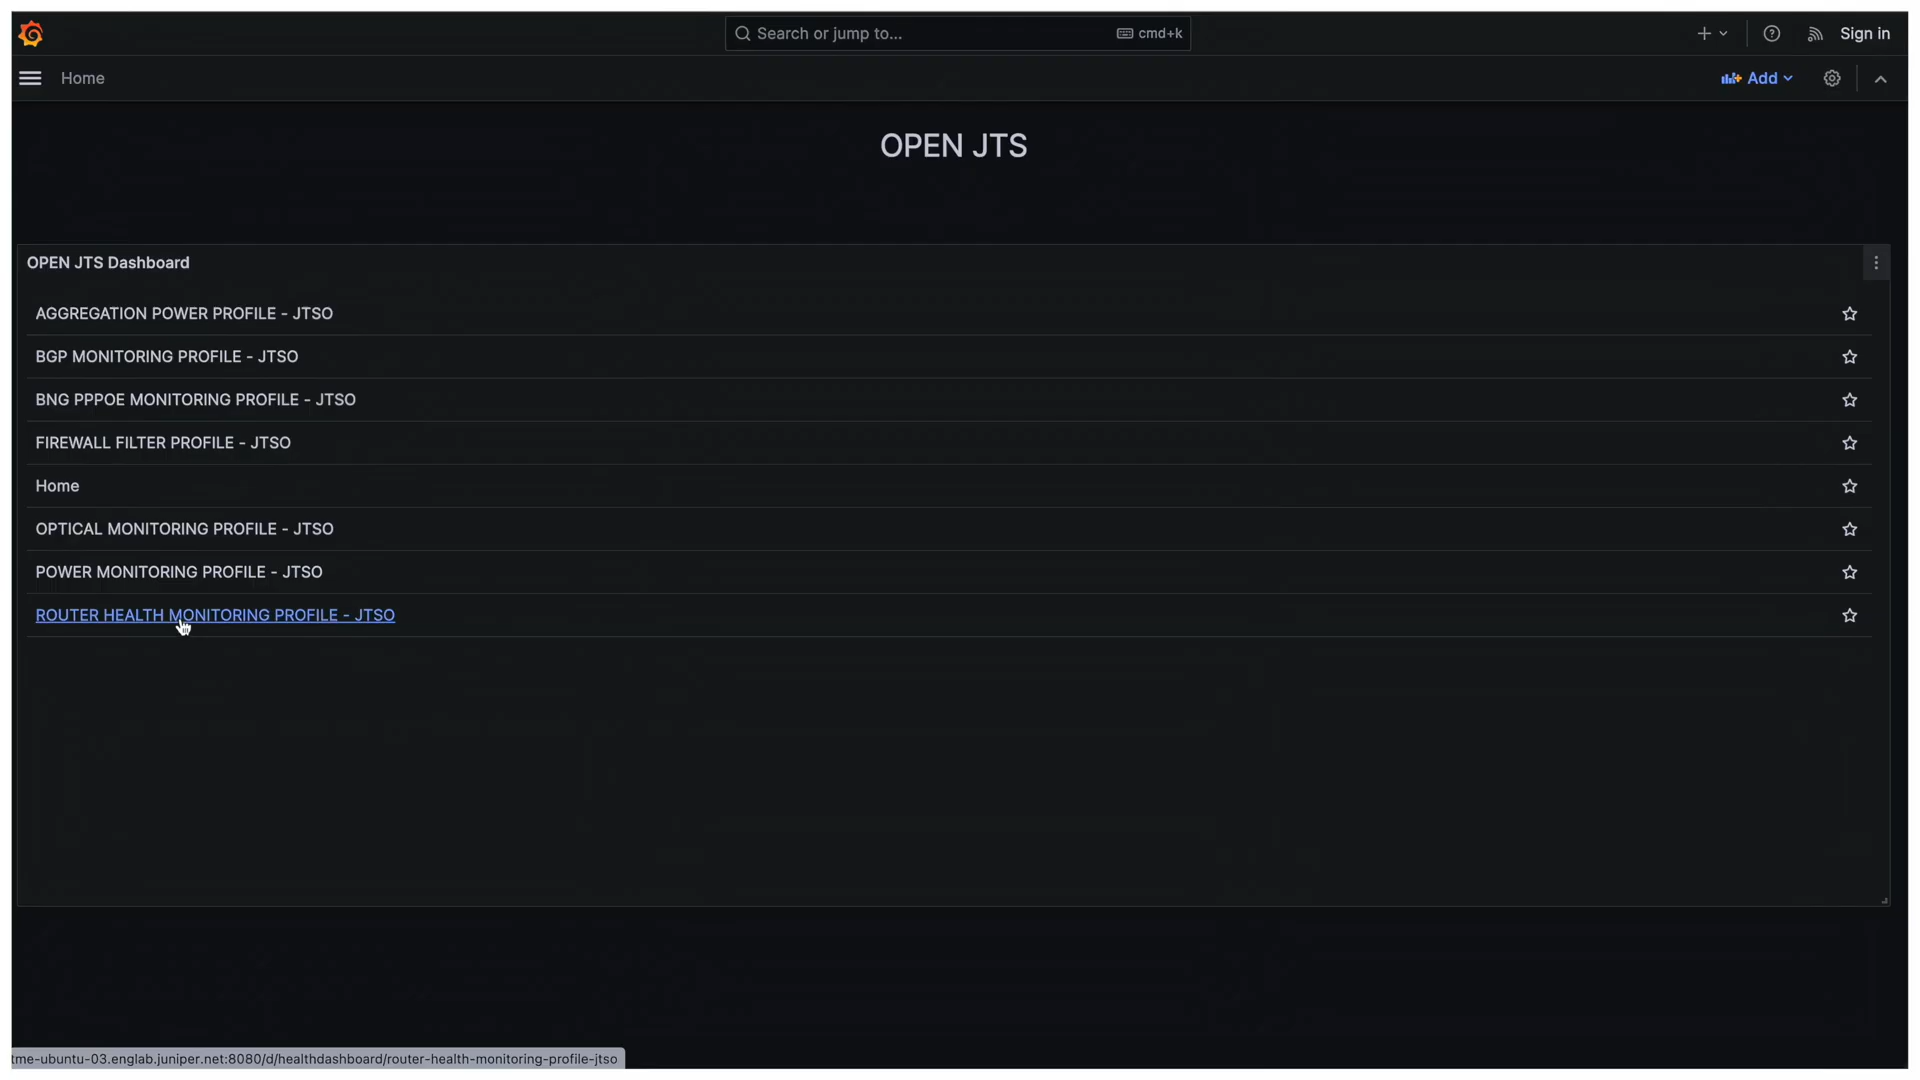 Search or jump to... cmd+k
Sign in
Home
Add
OPEN JTS
OPEN JTS Dashboard
AGGREGATION POWER PROFILE - JTSO
BGP MONITORING PROFILE - JTSO
BNG PPPOE MONITORING PROFILE - JTSO
FIREWALL FILTER PROFILE - JTSO
Home
OPTICAL MONITORING PROFILE - JTSO
POWER MONITORING PROFILE - JTSO
ROUTER HEALTH MONITORING PROFILE - JTSO
tme-ubuntu-03.englab.juniper.net:8080/d/healthdashboard/router-health-monitoring-profile-jtso